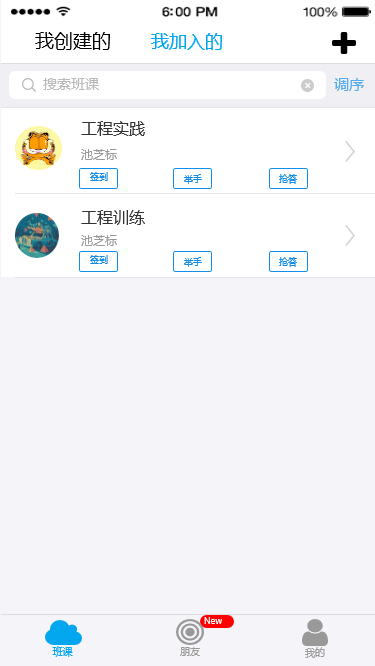 6:00 PM 100%
我创建的 我加入的
搜索班课 调序
工程实践
池芝标
签到 举手 抢答
工程训练
池芝标
签到 举手 抢答
New
班课 朋友 我的